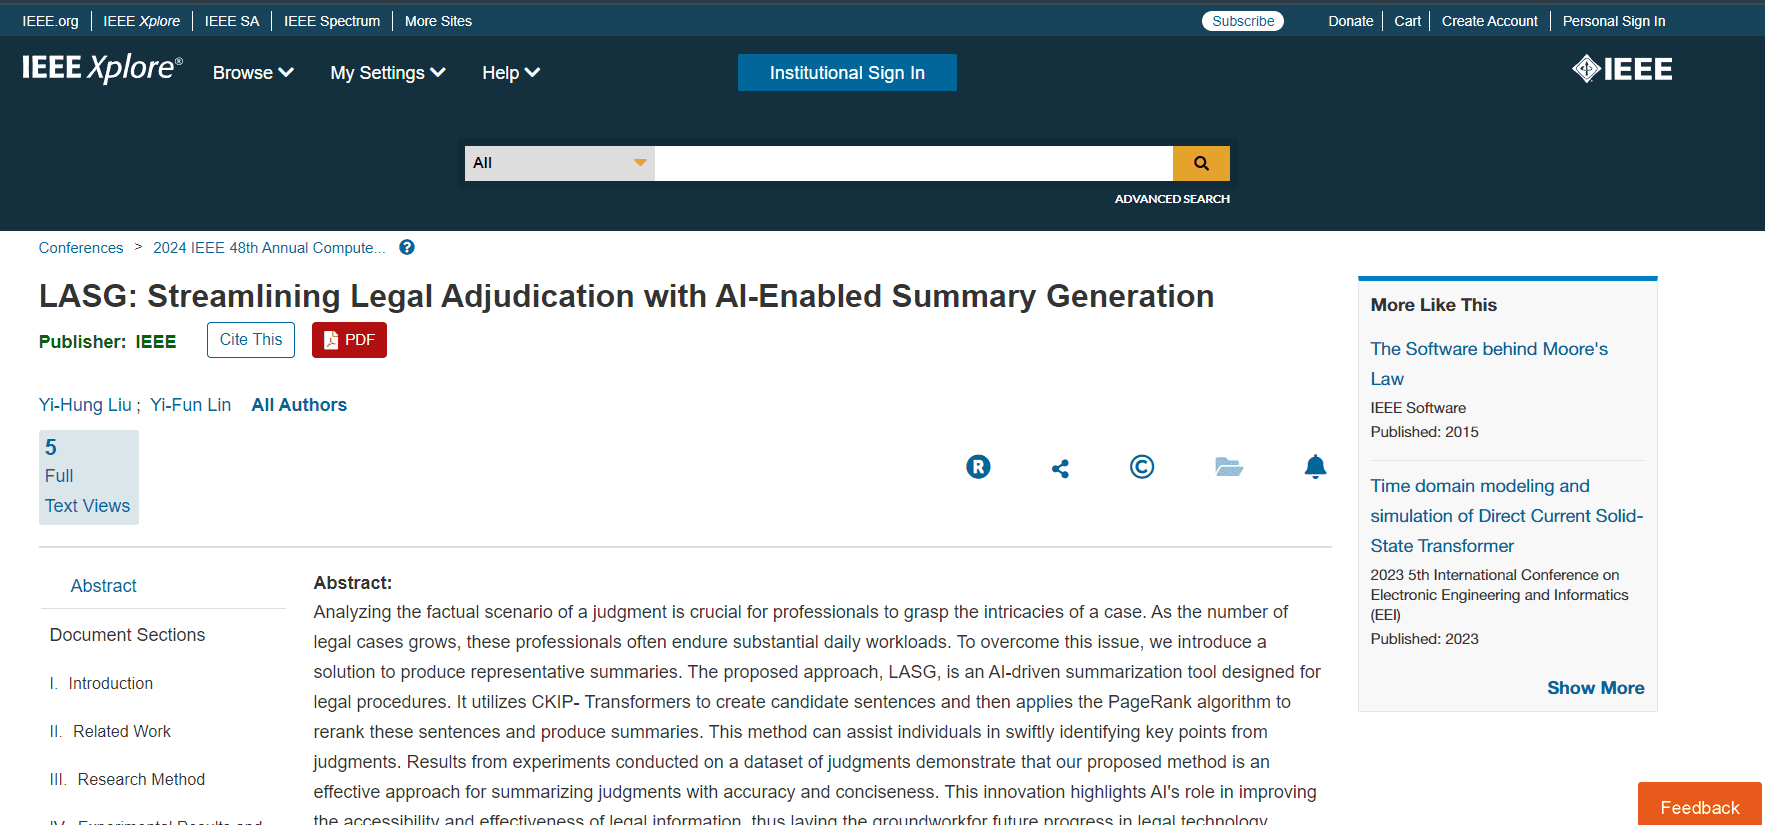 IEEE.org IEEE Xplore IEEE SA IEEE Spectrum More Sites Subscribe Donate Cart Create Account Personal Sign In
IEEE Xplore® Browse My Settings Help Institutional Sign In IEEE
All
ADVANCED SEARCH
Conferences > 2024 IEEE 48th Annual Compute... ?
LASG: Streamlining Legal Adjudication with AI-Enabled Summary Generation
Publisher: IEEE Cite This PDF
Yi-Hung Liu ; Yi-Fun Lin All Authors
5
Full
Text Views
R
©
Abstract
Document Sections
I. Introduction
II. Related Work
III. Research Method
IV. Experimental Results and
Abstract:
Analyzing the factual scenario of a judgment is crucial for professionals to grasp the intricacies of a case. As the number of
legal cases grows, these professionals often endure substantial daily workloads. To overcome this issue, we introduce a
solution to produce representative summaries. The proposed approach, LASG, is an AI-driven summarization tool designed for
legal procedures. It utilizes CKIP- Transformers to create candidate sentences and then applies the PageRank algorithm to
rerank these sentences and produce summaries. This method can assist individuals in swiftly identifying key points from
judgments. Results from experiments conducted on a dataset of judgments demonstrate that our proposed method is an
effective approach for summarizing judgments with accuracy and conciseness. This innovation highlights AI's role in improving
the accessibility and effectiveness of legal information, thus laying the groundworkfor future progress in legal technology.
More Like This
The Software behind Moore's
Law
IEEE Software
Published: 2015
Time domain modeling and
simulation of Direct Current Solid-
State Transformer
2023 5th International Conference on
Electronic Engineering and Informatics
(EEI)
Published: 2023
Show More
Feedback